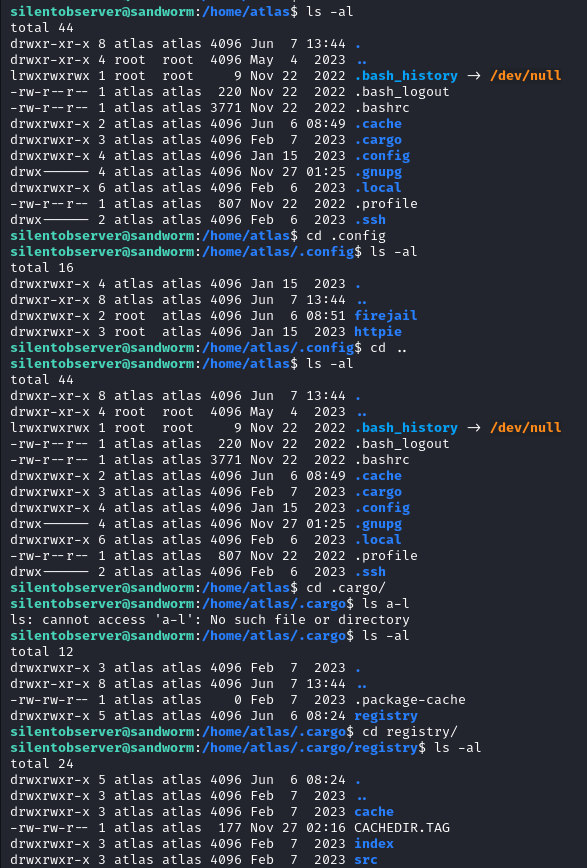 silentobserver@sandworm:/home/atlas$ ls -al
total 44
drwxr-xr-x 8 atlas atlas 4096 Jun  7 13:44 .
drwxr-xr-x 4 root  root  4096 May  4  2023 ..
lrwxrwxrwx 1 root  root     9 Nov 22  2022 .bash_history → /dev/null
-rw-r--r-- 1 atlas atlas  220 Nov 22  2022 .bash_logout
-rw-r--r-- 1 atlas atlas 3771 Nov 22  2022 .bashrc
drwxrwxr-x 2 atlas atlas 4096 Jun  6 08:49 .cache
drwxrwxr-x 3 atlas atlas 4096 Feb  7  2023 .cargo
drwxrwxr-x 4 atlas atlas 4096 Jan 15  2023 .config
drwx------ 4 atlas atlas 4096 Nov 27 01:25 .gnupg
drwxrwxr-x 6 atlas atlas 4096 Feb  6  2023 .local
-rw-r--r-- 1 atlas atlas  807 Nov 22  2022 .profile
drwx------ 2 atlas atlas 4096 Feb  6  2023 .ssh
silentobserver@sandworm:/home/atlas$ cd .config
silentobserver@sandworm:/home/atlas/.config$ ls -al
total 16
drwxrwxr-x 4 atlas atlas 4096 Jan 15  2023 .
drwxr-xr-x 8 atlas atlas 4096 Jun  7 13:44 ..
drwxrwxr-x 2 root  atlas 4096 Jun  6 08:51 firejail
drwxrwxr-x 3 root  atlas 4096 Jan 15  2023 httpie
silentobserver@sandworm:/home/atlas/.config$ cd ..
silentobserver@sandworm:/home/atlas$ ls -al
total 44
drwxr-xr-x 8 atlas atlas 4096 Jun  7 13:44 .
drwxr-xr-x 4 root  root  4096 May  4  2023 ..
lrwxrwxrwx 1 root  root     9 Nov 22  2022 .bash_history → /dev/null
-rw-r--r-- 1 atlas atlas  220 Nov 22  2022 .bash_logout
-rw-r--r-- 1 atlas atlas 3771 Nov 22  2022 .bashrc
drwxrwxr-x 2 atlas atlas 4096 Jun  6 08:49 .cache
drwxrwxr-x 3 atlas atlas 4096 Feb  7  2023 .cargo
drwxrwxr-x 4 atlas atlas 4096 Jan 15  2023 .config
drwx------ 4 atlas atlas 4096 Nov 27 01:25 .gnupg
drwxrwxr-x 6 atlas atlas 4096 Feb  6  2023 .local
-rw-r--r-- 1 atlas atlas  807 Nov 22  2022 .profile
drwx------ 2 atlas atlas 4096 Feb  6  2023 .ssh
silentobserver@sandworm:/home/atlas$ cd .cargo/
silentobserver@sandworm:/home/atlas/.cargo$ ls a-l
ls: cannot access 'a-l': No such file or directory
silentobserver@sandworm:/home/atlas/.cargo$ ls -al
total 12
drwxrwxr-x 3 atlas atlas 4096 Feb  7  2023 .
drwxr-xr-x 8 atlas atlas 4096 Jun  7 13:44 ..
-rw-rw-r-- 1 atlas atlas    0 Feb  7  2023 .package-cache
drwxrwxr-x 5 atlas atlas 4096 Jun  6 08:24 registry
silentobserver@sandworm:/home/atlas/.cargo$ cd registry/
silentobserver@sandworm:/home/atlas/.cargo/registry$ ls -al
total 24
drwxrwxr-x 5 atlas atlas 4096 Jun  6 08:24 .
drwxrwxr-x 3 atlas atlas 4096 Feb  7  2023 ..
drwxrwxr-x 3 atlas atlas 4096 Feb  7  2023 cache
-rw-rw-r-- 1 atlas atlas  177 Nov 27 02:16 CACHEDIR.TAG
drwxrwxr-x 3 atlas atlas 4096 Feb  7  2023 index
drwxrwxr-x 3 atlas atlas 4096 Feb  7  2023 src